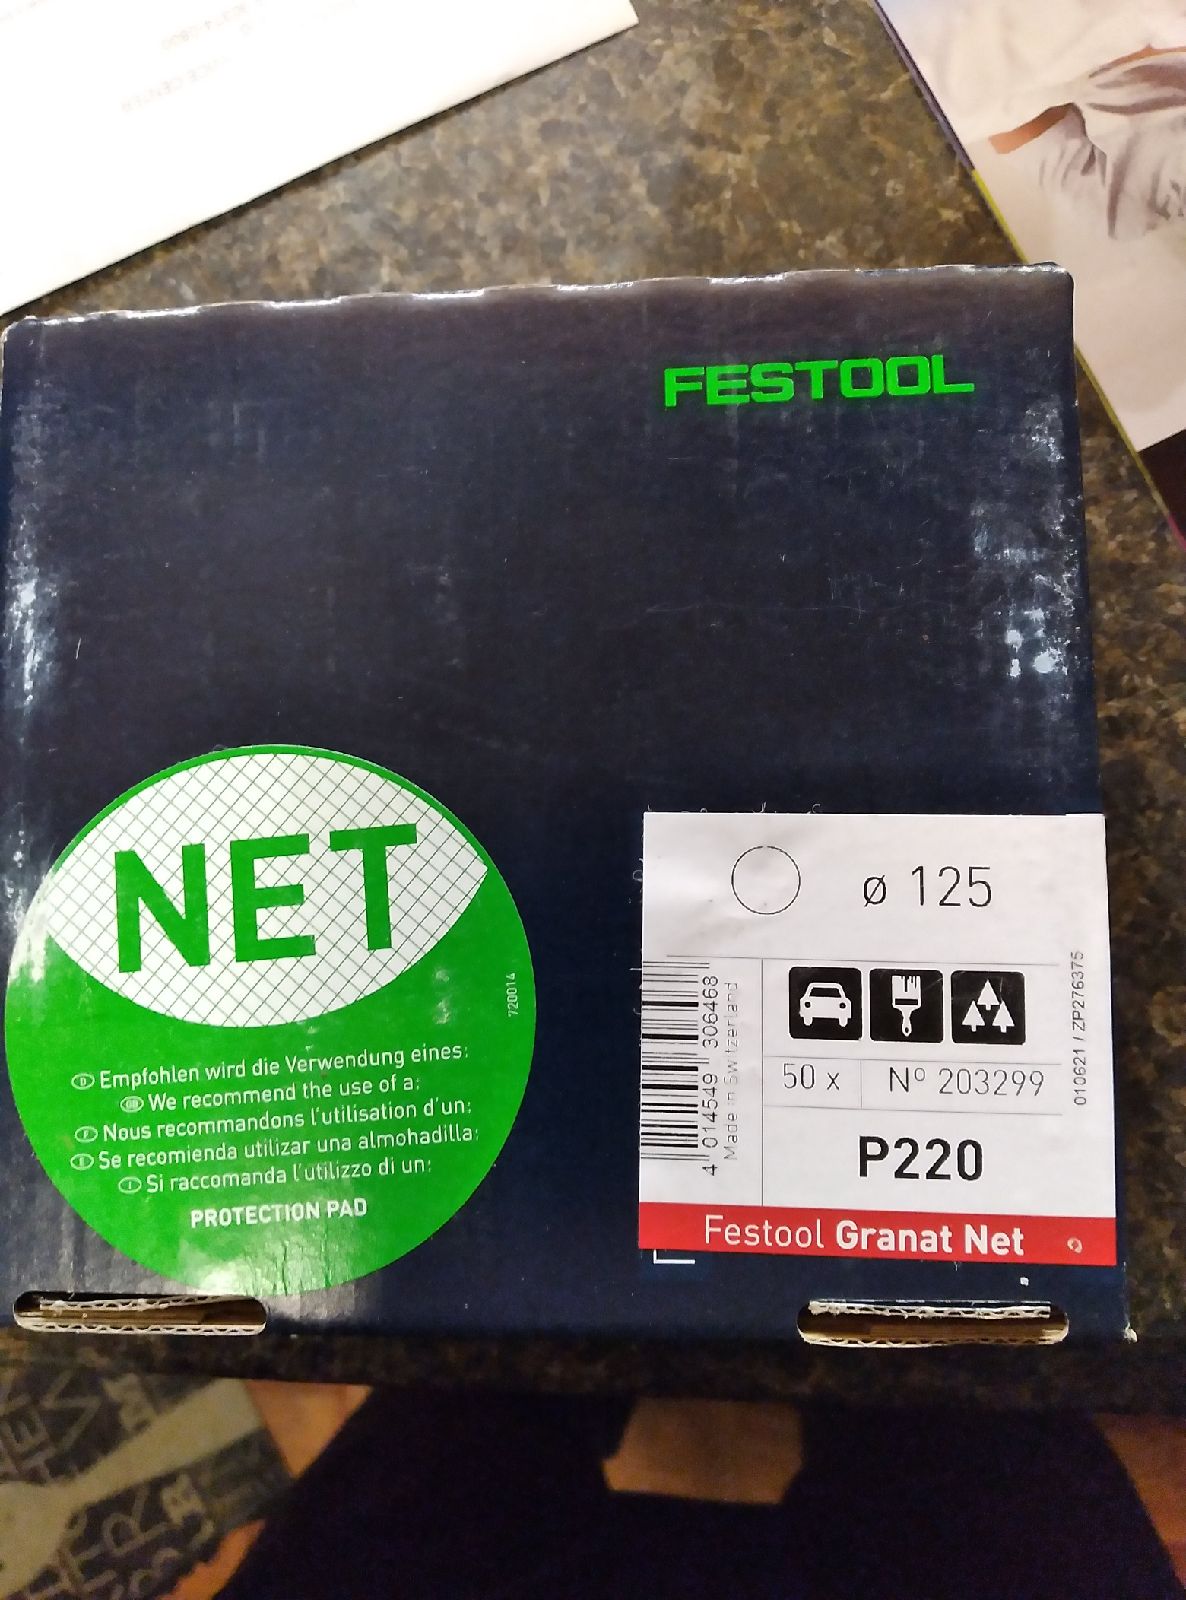 FESTOOL
NET
720014
D Empfohlen wird die Verwendung eines:
GB We recommend the use of a:
F Nous recommandons l'utilisation d'un:
E Se recomienda utilizar una almohadilla:
I Si raccomanda l'utilizzo di un:
PROTECTION PAD
ø 125
4 014549 306468
Made in Switzerland
50 x
Nº 203299
010621 / ZP276375
P220
Festool Granat Net